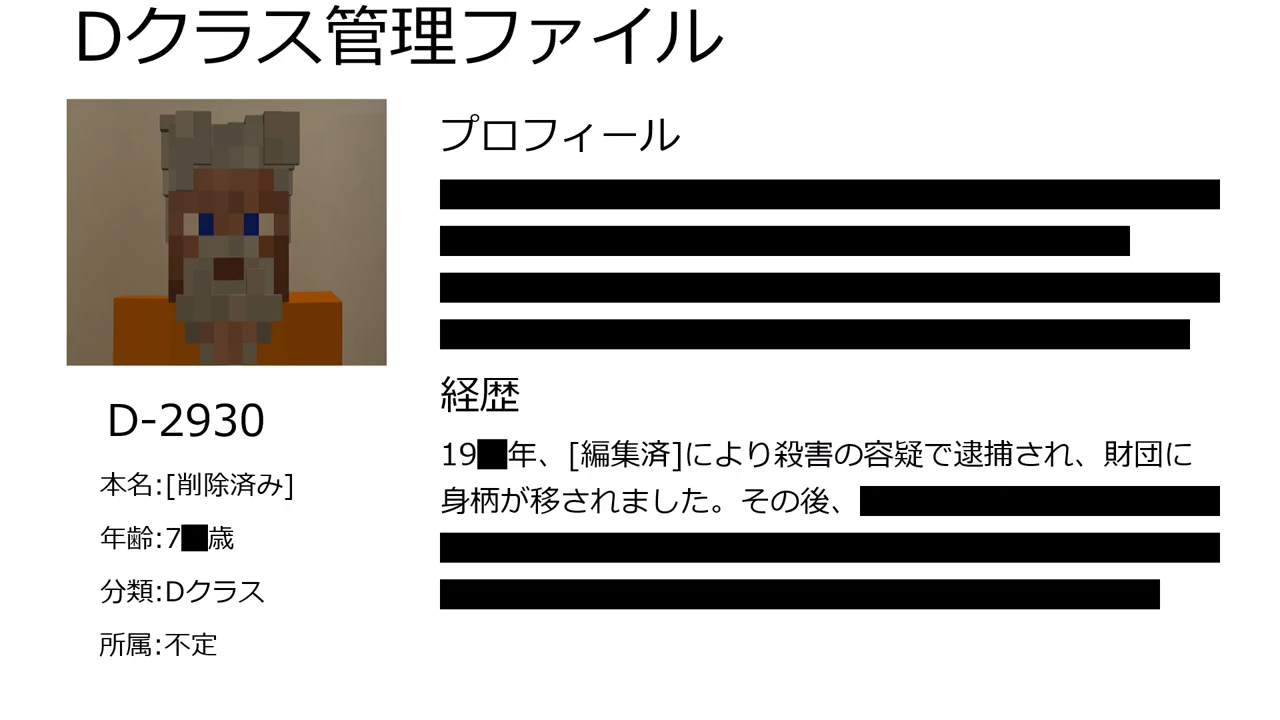 Dクラス管理ファイル
プロフィール
経歴
19■年、[編集済]により殺害の容疑で逮捕され、財団に
身柄が移されました。その後、
D-2930
本名:[削除済み]
年齢:7■歳
分類:Dクラス
所属:不定